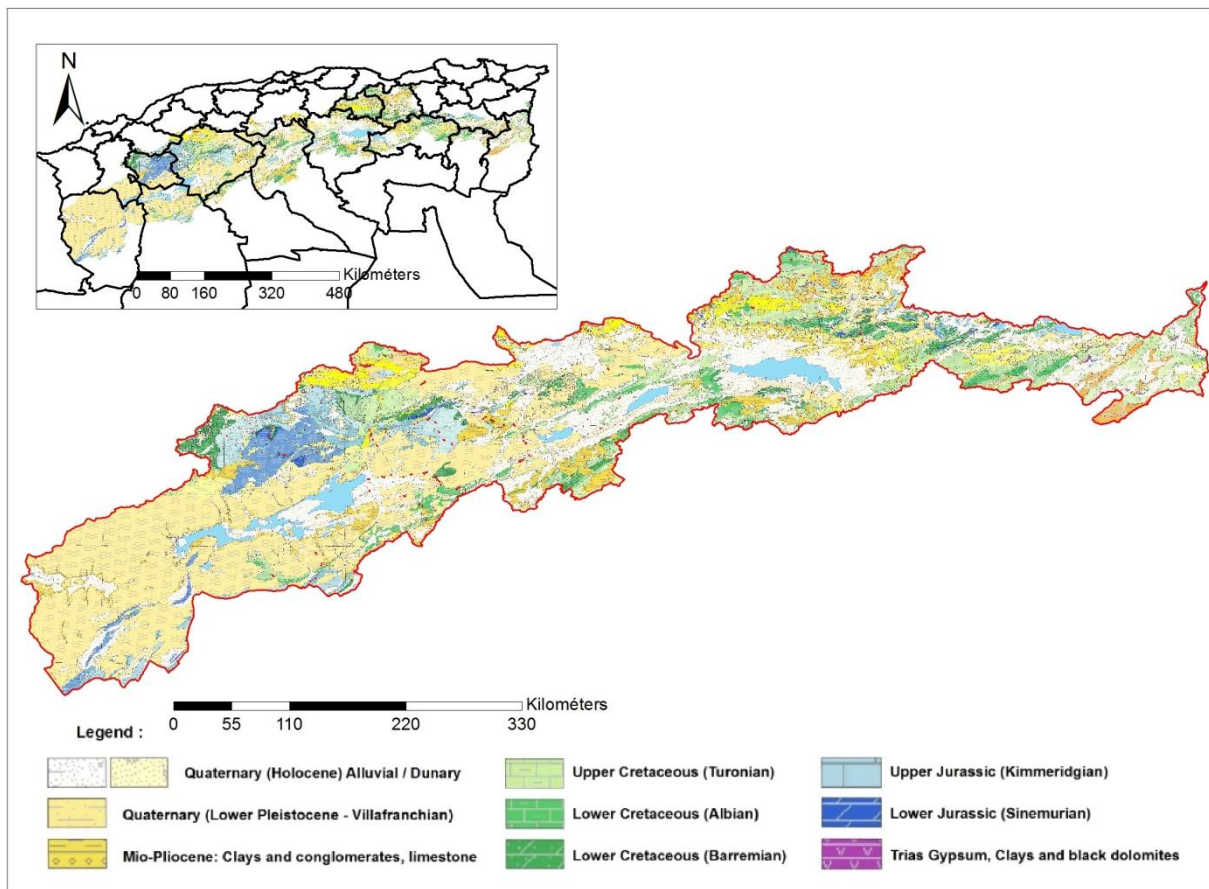 N
Kilométers
0 80 160 320 480
Kilométers
0 55 110 220 330
Legend :
Quaternary (Holocene) Alluvial / Dunary
Quaternary (Lower Pleistocene - Villafranchian)
Mio-Pliocene: Clays and conglomerates, limestone
Upper Cretaceous (Turonian)
Lower Cretaceous (Albian)
Lower Cretaceous (Barremian)
Upper Jurassic (Kimmeridgian)
Lower Jurassic (Sinemurian)
Trias Gypsum, Clays and black dolomites